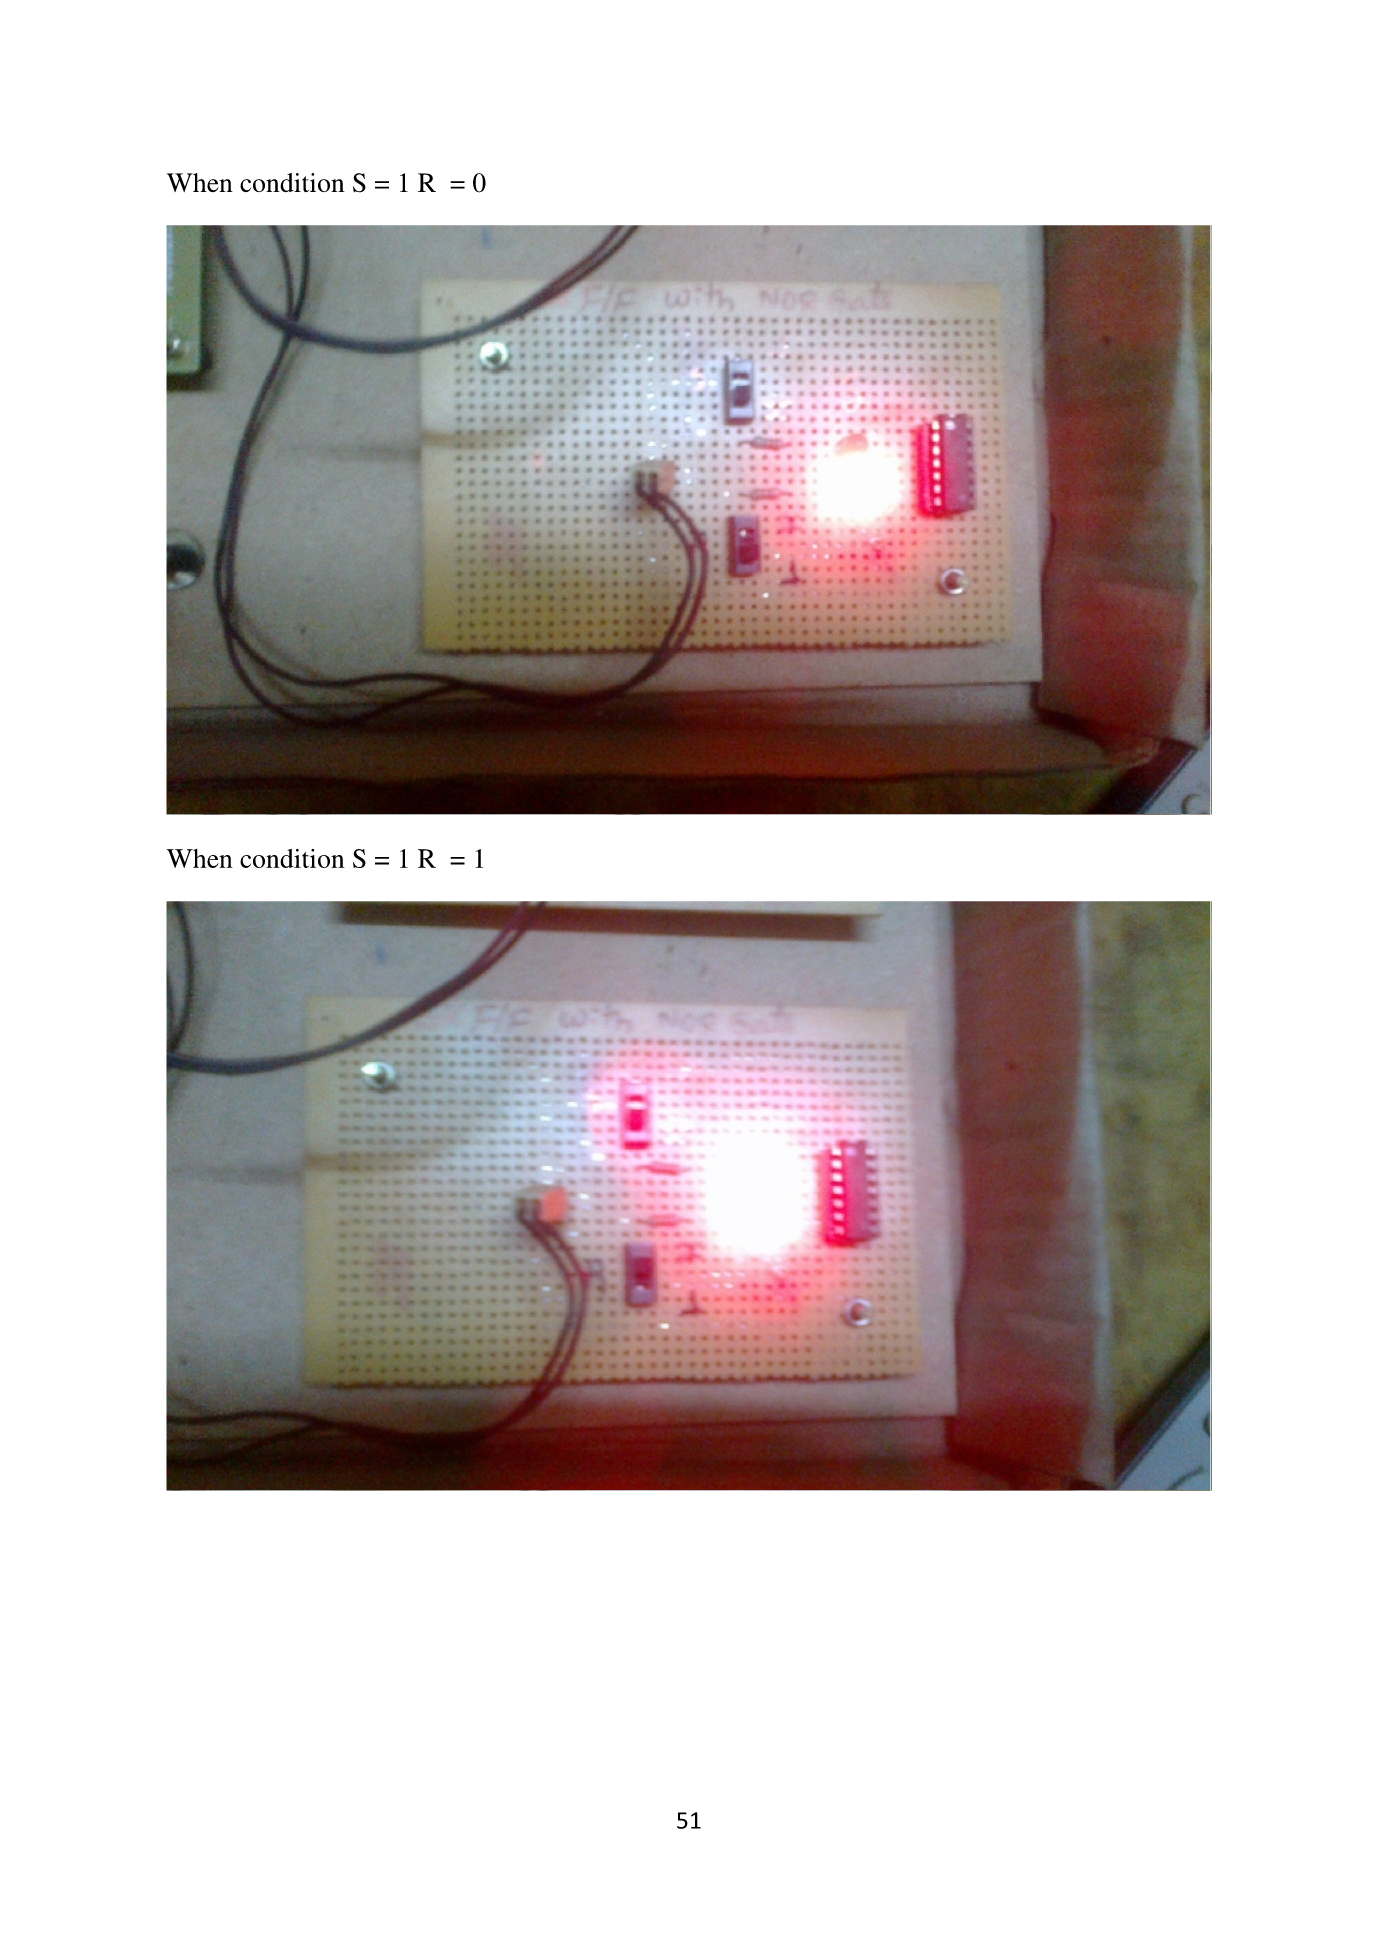 When condition S = 1 R  = 0
F/F with NOR Gate
When condition S = 1 R  = 1
F/F with NOR Gate
51